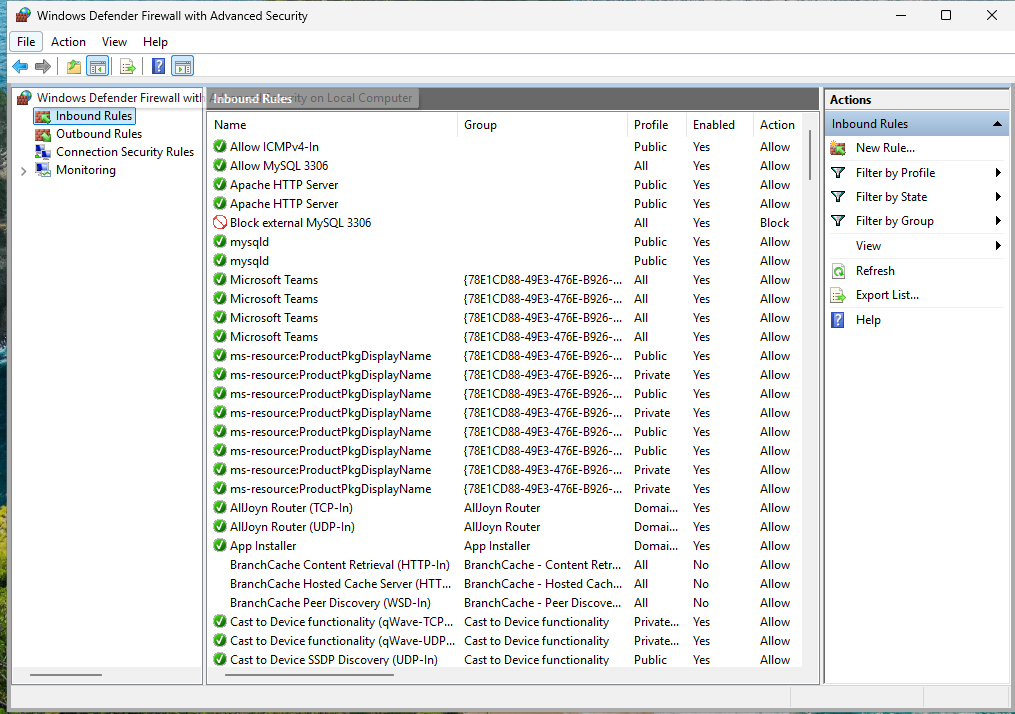 Windows Defender Firewall with Advanced Security
File Action View Help
Windows Defender Firewall with Advanced Security on Local Computer
Inbound Rules
Outbound Rules
Connection Security Rules
Monitoring
Inbound Rules
Name Group Profile Enabled Action
Allow ICMPv4-In Public Yes Allow
Allow MySQL 3306 All Yes Allow
Apache HTTP Server Public Yes Allow
Apache HTTP Server Public Yes Allow
Block external MySQL 3306 All Yes Block
mysqld Public Yes Allow
mysqld Public Yes Allow
Microsoft Teams {78E1CD88-49E3-476E-B926-... All Yes Allow
Microsoft Teams {78E1CD88-49E3-476E-B926-... All Yes Allow
Microsoft Teams {78E1CD88-49E3-476E-B926-... All Yes Allow
Microsoft Teams {78E1CD88-49E3-476E-B926-... All Yes Allow
ms-resource:ProductPkgDisplayName {78E1CD88-49E3-476E-B926-... Public Yes Allow
ms-resource:ProductPkgDisplayName {78E1CD88-49E3-476E-B926-... Private Yes Allow
ms-resource:ProductPkgDisplayName {78E1CD88-49E3-476E-B926-... Public Yes Allow
ms-resource:ProductPkgDisplayName {78E1CD88-49E3-476E-B926-... Private Yes Allow
ms-resource:ProductPkgDisplayName {78E1CD88-49E3-476E-B926-... Public Yes Allow
ms-resource:ProductPkgDisplayName {78E1CD88-49E3-476E-B926-... Public Yes Allow
ms-resource:ProductPkgDisplayName {78E1CD88-49E3-476E-B926-... Private Yes Allow
ms-resource:ProductPkgDisplayName {78E1CD88-49E3-476E-B926-... Private Yes Allow
AllJoyn Router (TCP-In) AllJoyn Router Domai... Yes Allow
AllJoyn Router (UDP-In) AllJoyn Router Domai... Yes Allow
App Installer App Installer Domai... Yes Allow
BranchCache Content Retrieval (HTTP-In) BranchCache - Content Retr... All No Allow
BranchCache Hosted Cache Server (HTT... BranchCache - Hosted Cach... All No Allow
BranchCache Peer Discovery (WSD-In) BranchCache - Peer Discove... All No Allow
Cast to Device functionality (qWave-TCP... Cast to Device functionality Private... Yes Allow
Cast to Device functionality (qWave-UDP... Cast to Device functionality Private... Yes Allow
Cast to Device SSDP Discovery (UDP-In) Cast to Device functionality Public Yes Allow
Actions
Inbound Rules
New Rule...
Filter by Profile
Filter by State
Filter by Group
View
Refresh
Export List...
Help